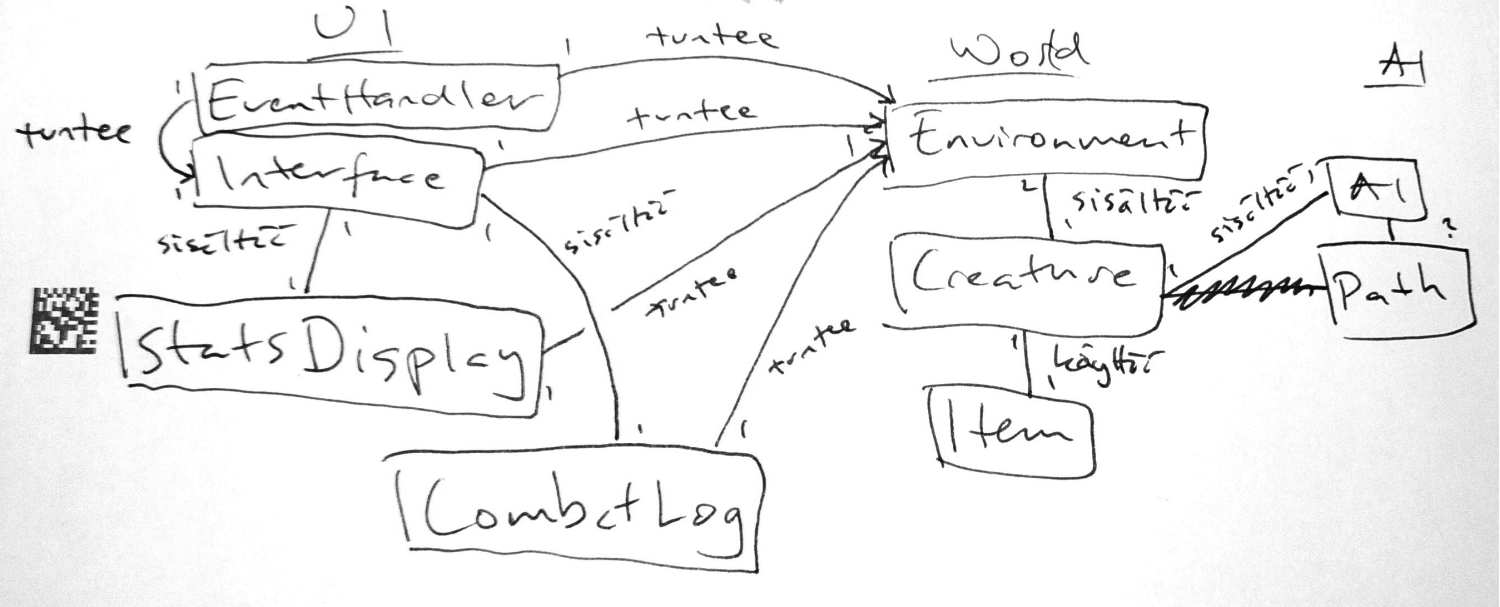 UI
World
AI
tuntee
EventHandler
tuntee
tuntee
Interface
Environment
sisältää
sisältää
sisältää
sisältää
AI
?
Creature
Path
StatsDisplay
tuntee
tuntee
käyttää
Item
CombatLog
1
1
1
1
1
1
1
1
1
1
1
1
1
2
1
1
1
1
1